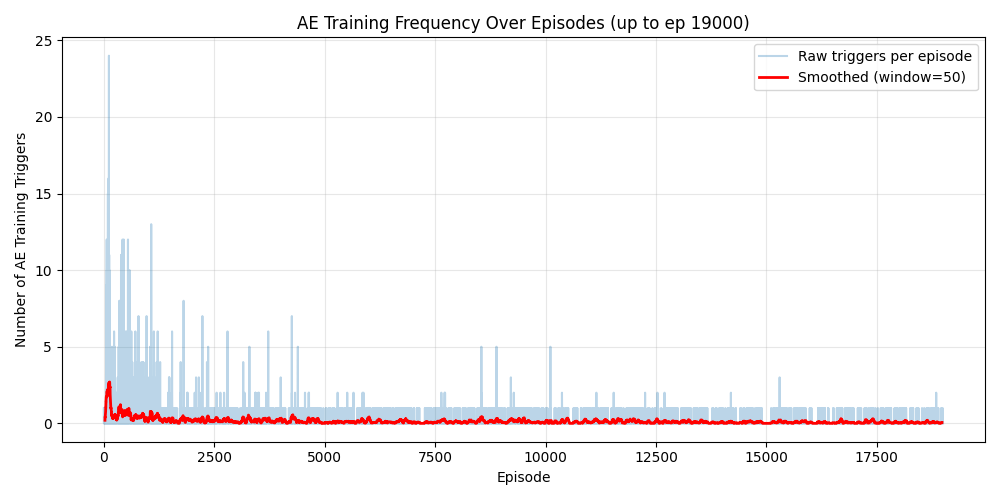 AE Training Frequency Over Episodes (up to ep 19000)
Raw triggers per episode
Smoothed (window=50)
Number of AE Training Triggers
25
20
15
10
5
0
0
2500
5000
7500
10000
12500
15000
17500
Episode